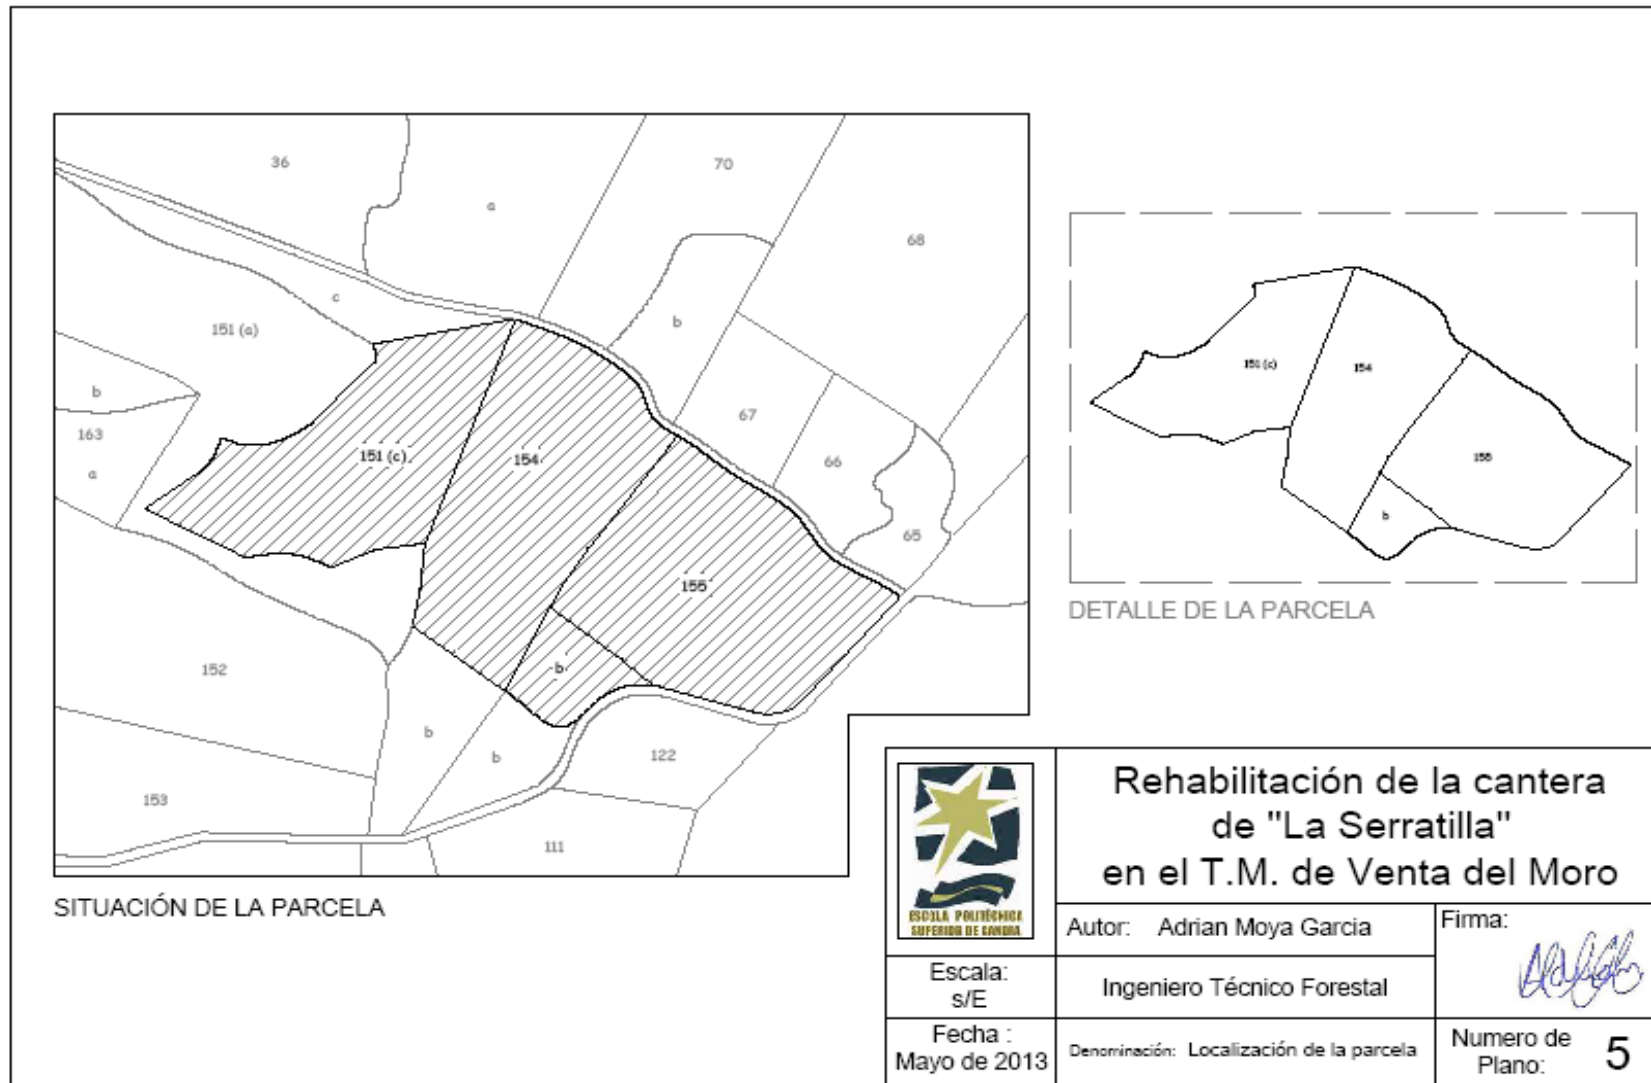 36
a
70
68
c
151 (a)
b
b
163
a
67
66
65
151 (c)
154
155
b
152
b
b
122
153
111
SITUACIÓN DE LA PARCELA
151 (c)
154
155
b
DETALLE DE LA PARCELA
ESCOLA POLITÈCNICA
SUPERIOR DE GANDIA
Rehabilitación de la cantera
de "La Serratilla"
en el T.M. de Venta del Moro
Autor: Adrian Moya Garcia
Firma:
Escala:
s/E
Ingeniero Técnico Forestal
Fecha :
Mayo de 2013
Denominación: Localización de la parcela
Numero de
Plano: 5